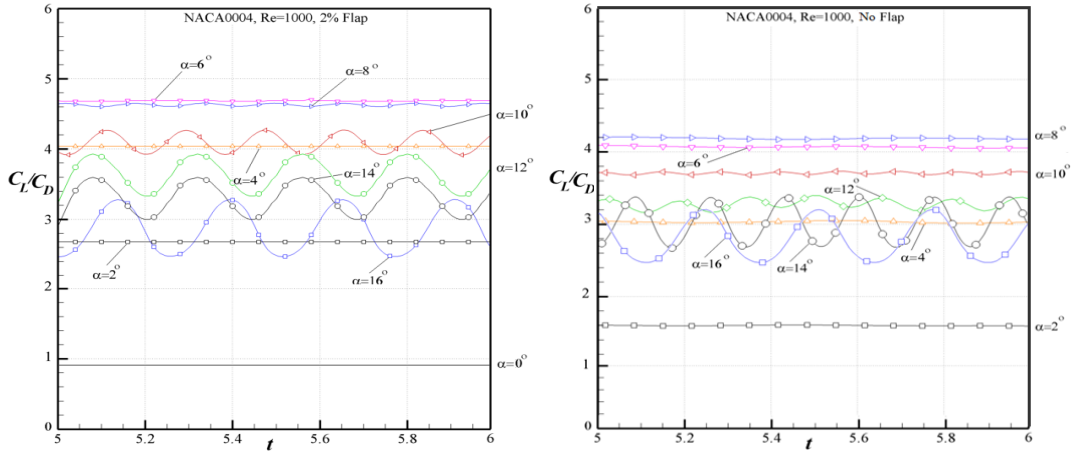 NACA0004, Re=1000, 2% Flap
6
α=6°
α=8°
5
α=10°
4
α=12°
α=4°
α=14°
C_L/C_D
3
α=2°
α=16°
2
1
α=0°
0
5
5.2
5.4
5.6
5.8
6
t
NACA0004, Re=1000, No Flap
6
5
α=8°
4
α=6°
α=10°
α=12°
C_L/C_D
3
α=16°
α=14°
α=4°
2
α=2°
1
0
5
5.2
5.4
5.6
5.8
6
t